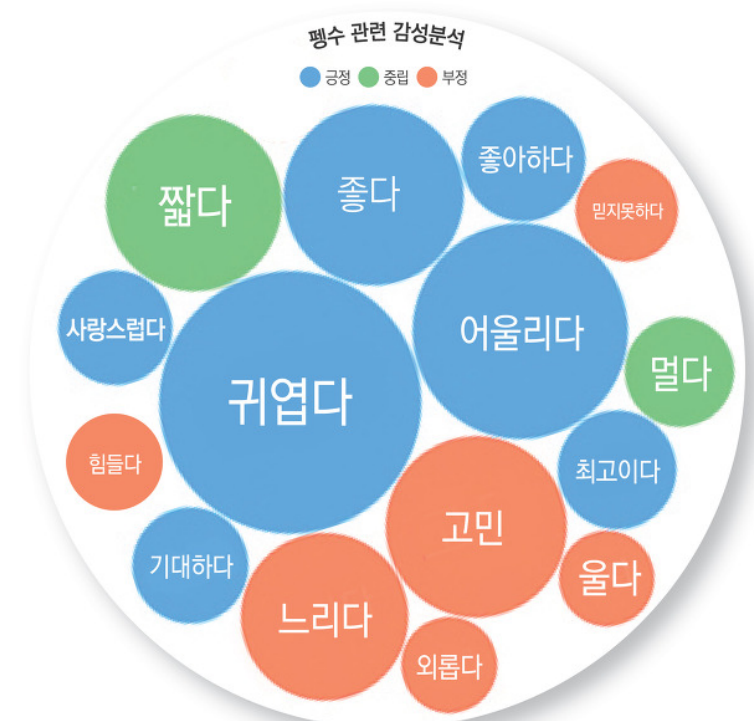 펭수 관련 감성분석
긍정 중립 부정
짧다
좋다
좋아하다
믿지못하다
사랑스럽다
귀엽다
어울리다
멀다
힘들다
최고이다
기대하다
고민
느리다
울다
외롭다